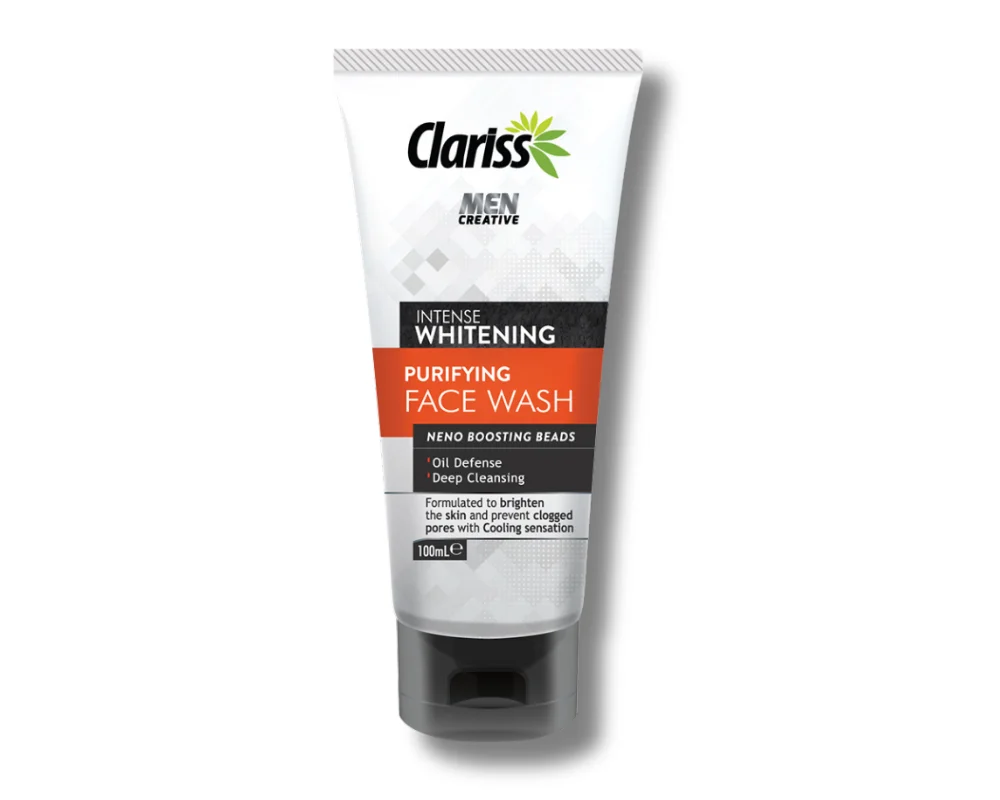 Clariss
MEN
CREATIVE
INTENSE
WHITENING
PURIFYING
FACE WASH
NENO BOOSTING BEADS
'Oil Defense
'Deep Cleansing
Formulated to brighten
the skin and prevent clogged
pores with Cooling sensation
100mL℮